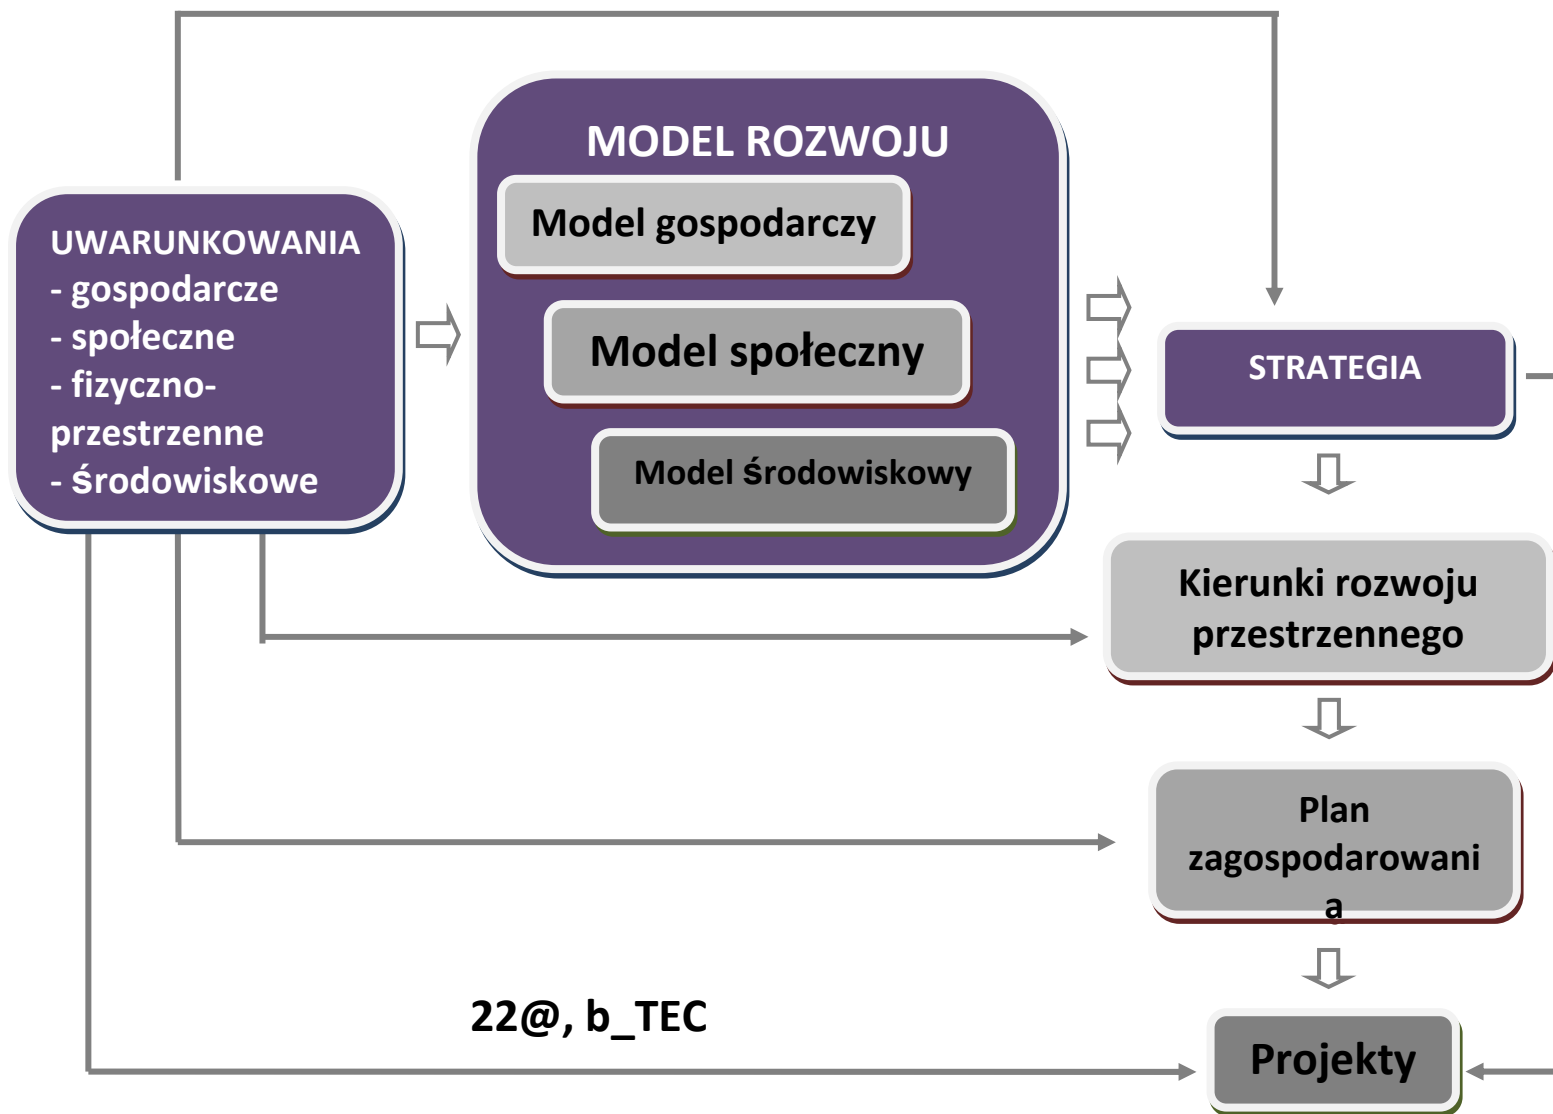 MODEL ROZWOJU
Model gospodarczy
UWARUNKOWANIA
- gospodarcze
- społeczne
- fizyczno-
przestrzenne
- środowiskowe
Model społeczny
STRATEGIA
Model środowiskowy
Kierunki rozwoju
przestrzennego
Plan
zagospodarowani
a
22@, b_TEC
Projekty